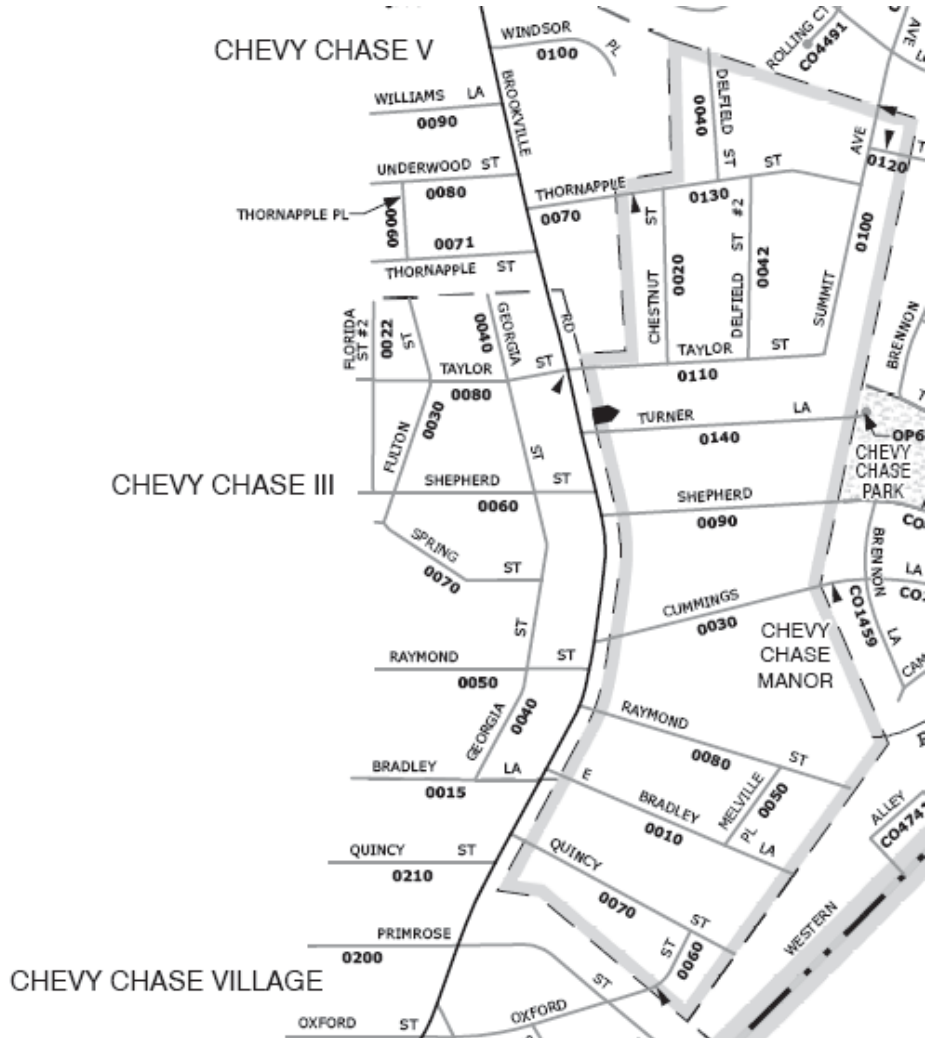 CHEVY CHASE V
WINDSOR PL
0100
ROLLING CT
CO4491
AVE
BROOKVILLE
WILLIAMS LA
0090
DELFIELD ST
0040
AVE
0120
UNDERWOOD ST
0080
THORNAPPLE ST
0070
0130
THORNAPPLE PL
0060
0071
THORNAPPLE ST
CHESTNUT ST
0020
DELFIELD ST #2
0042
SUMMIT
0100
BRENNON
FLORIDA
ST #2
0022
ST
0040
GEORGIA
RD
TAYLOR ST
0080
TAYLOR ST
0110
FULTON
0030
TURNER LA
0140
OP6
CHEVY
CHASE
PARK
CHEVY CHASE III
SHEPHERD ST
0060
ST
SHEPHERD
0090
SPRING ST
0070
BRENNON LA
LA
CO1459
CUMMINGS
0030
CHEVY
CHASE
MANOR
CAM
ST
RAYMOND ST
0050
GEORGIA
0040
RAYMOND ST
0080
BRADLEY LA
0015
E BRADLEY LA
0010
MELVILLE PL
0050
ALLEY
CO474
QUINCY ST
0210
QUINCY ST
0070
WESTERN
PRIMROSE ST
0200
ST
0060
CHEVY CHASE VILLAGE
OXFORD ST
OXFORD